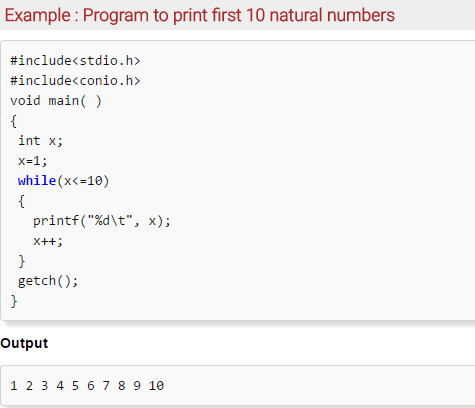 Example : Program to print first 10 natural numbers
#include<stdio.h>
#include<conio.h>
void main( )
{
 int x;
 x=1;
 while(x<=10)
 {
   printf("%d\t", x);
   x++;
 }
 getch();
}
Output
1 2 3 4 5 6 7 8 9 10